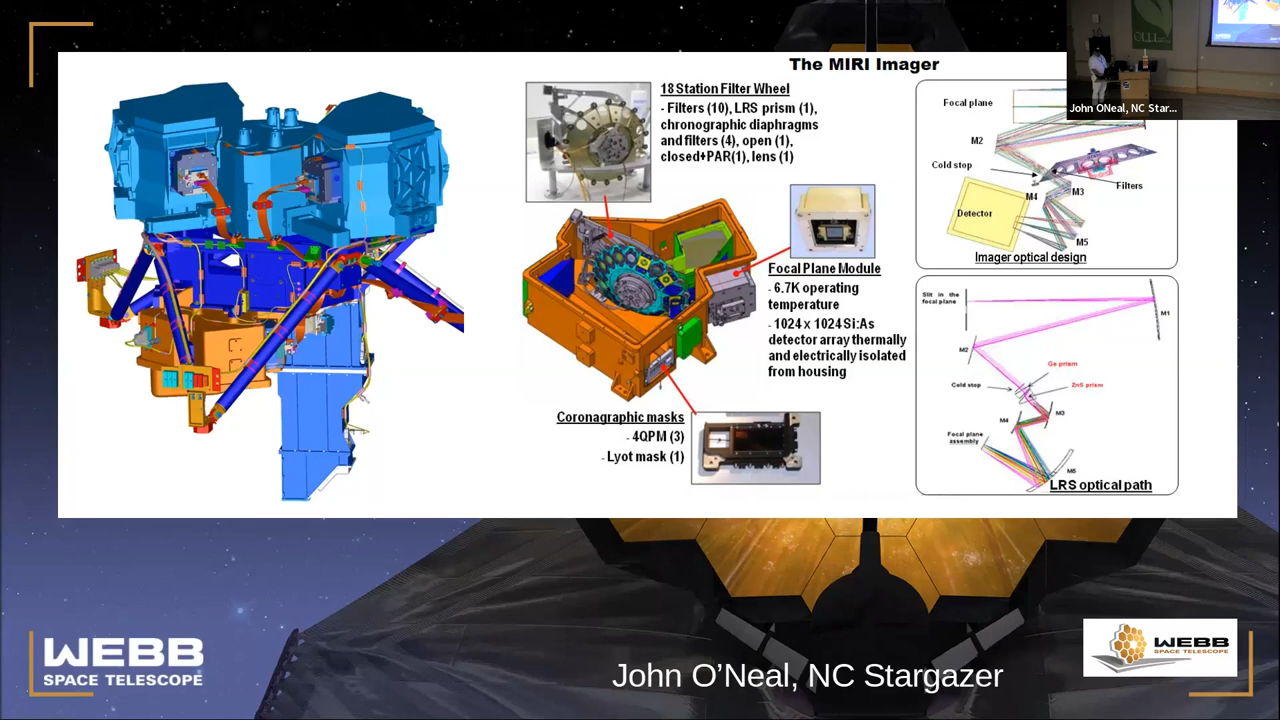 The MIRI Imager
18 Station Filter Wheel
- Filters (10), LRS prism (1),
chronographic diaphragms
and filters (4), open (1),
closed+PAR(1), lens (1)
Focal Plane Module
- 6.7K operating
temperature
- 1024 x 1024 Si:As
detector array thermally
and electrically isolated
from housing
Coronagraphic masks
- 4QPM (3)
- Lyot mask (1)
John ONeal, NC Star...
Focal plane
M2
Cold stop
Filters
M4
M3
Detector
M5
Imager optical design
Slit in the
focal plane
M1
M2
Ge prism
Cold stop
ZnS prism
M4
M3
Focal plane
assembly
LRS optical path
WEBB
SPACE TELESCOPE
John O’Neal, NC Stargazer
WEBB
SPACE TELESCOPE